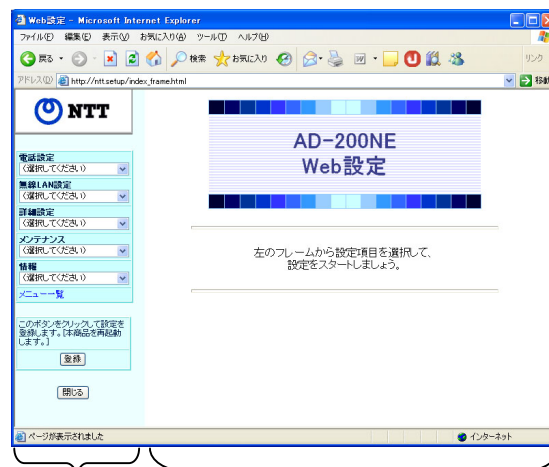 Web設定 - Microsoft Internet Explorer
ファイル(F) 編集(E) 表示(V) お気に入り(A) ツール(T) ヘルプ(H)
戻る 検索 お気に入り リンク
アドレス(D) http://ntt.setup/index_frame.html 移動
NTT
電話設定
(選択してください)
無線LAN設定
(選択してください)
詳細設定
(選択してください)
メンテナンス
(選択してください)
情報
(選択してください)
メニュー一覧
このボタンをクリックして設定を
登録します。[本商品を再起動
します。]
登録
閉じる
AD-200NE
Web設定
左のフレームから設定項目を選択して、
設定をスタートしましょう。
ページが表示されました インターネット